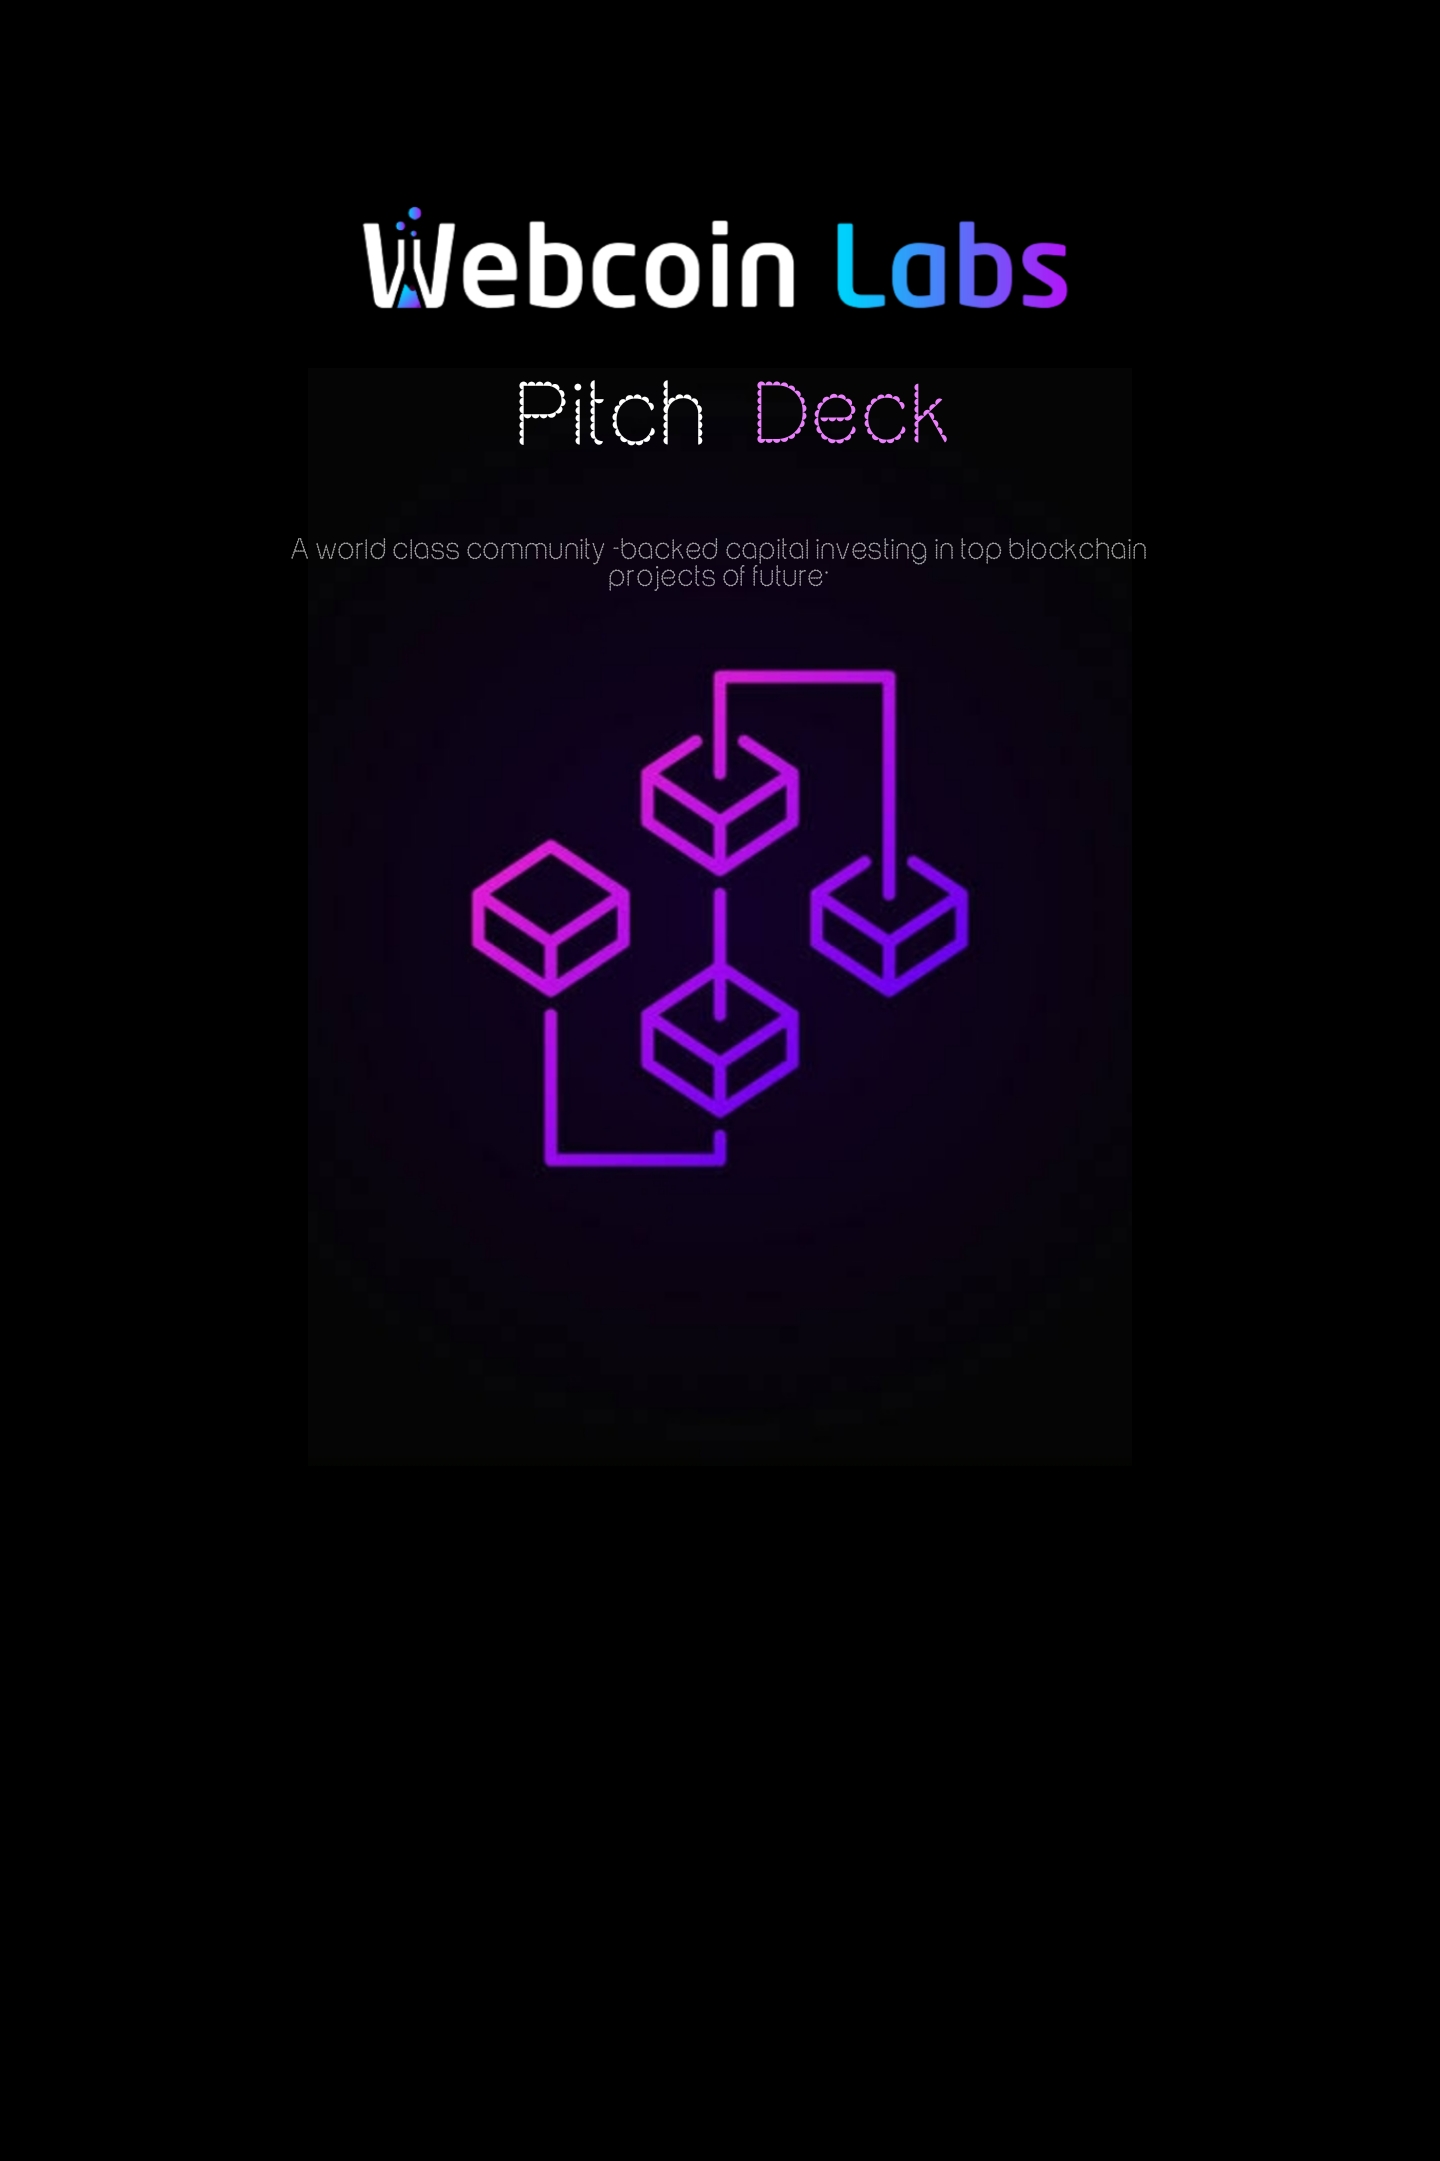 Webcoin Labs
Pitch Deck
A world class community -backed capital investing in top blockchain
projects of future"